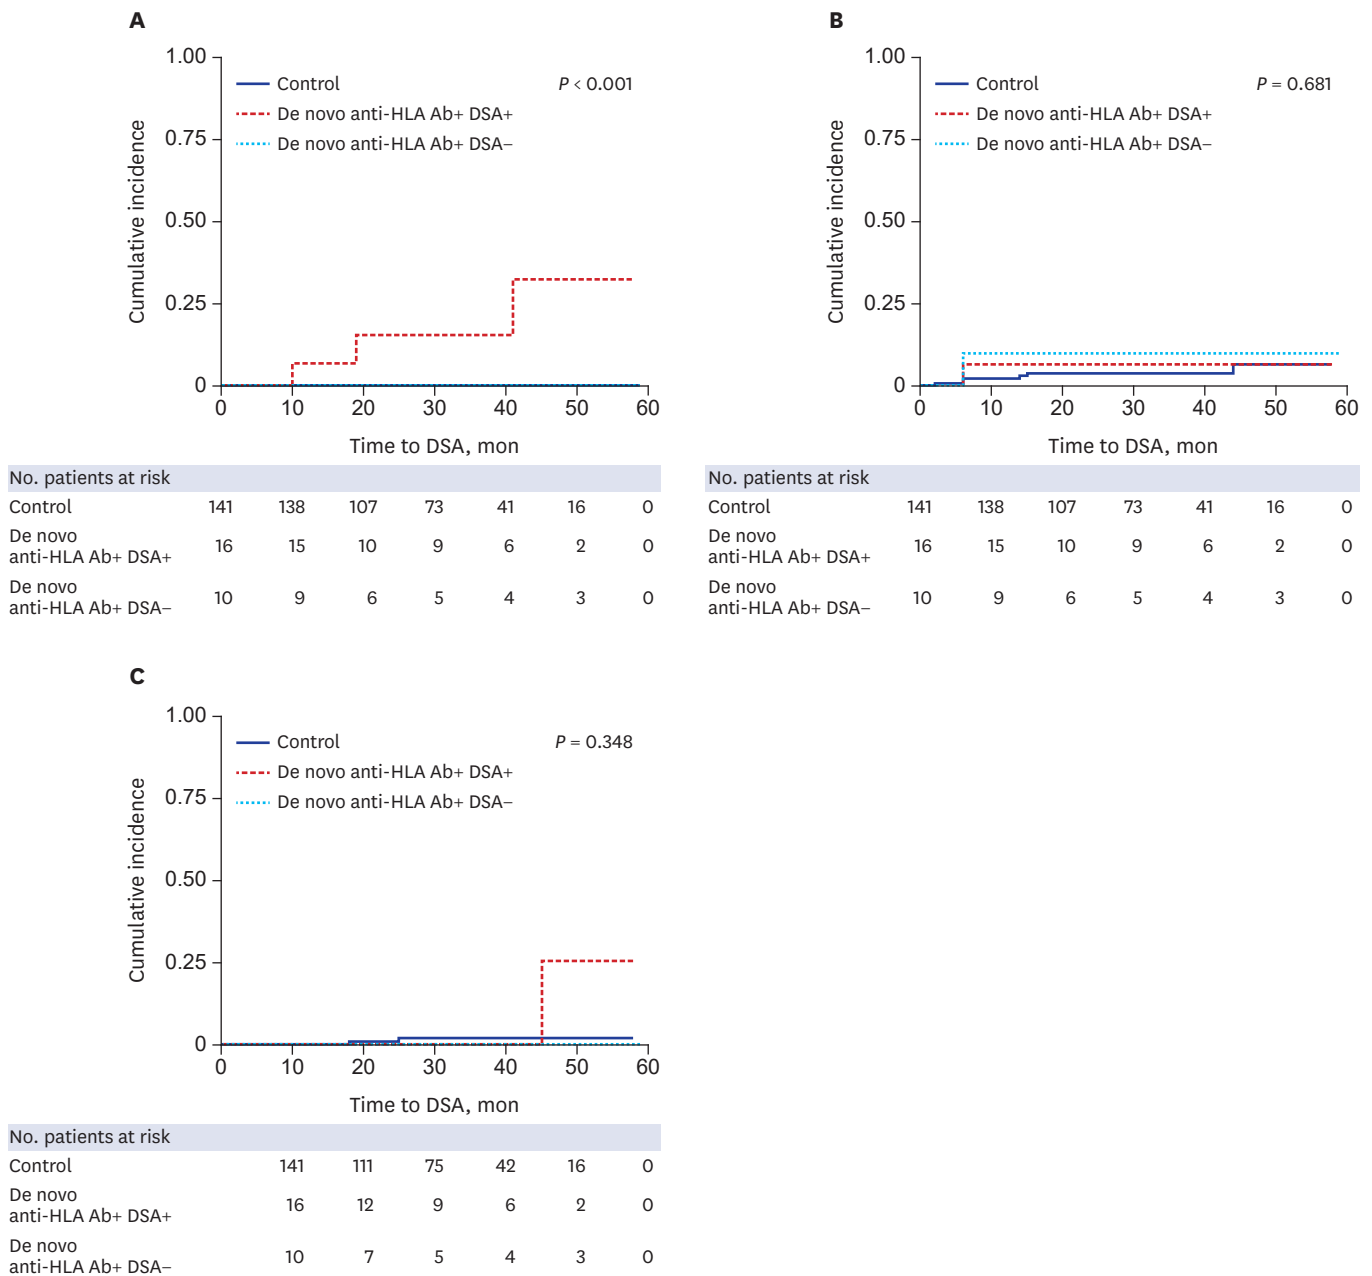 A
1.00
0.75
0.50
0.25
0
Cumulative incidence
Control
De novo anti-HLA Ab+ DSA+
De novo anti-HLA Ab+ DSA−
P < 0.001
0 10 20 30 40 50 60
Time to DSA, mon
No. patients at risk
Control 141 138 107 73 41 16 0
De novo
anti-HLA Ab+ DSA+ 16 15 10 9 6 2 0
De novo
anti-HLA Ab+ DSA− 10 9 6 5 4 3 0
B
1.00
0.75
0.50
0.25
0
Cumulative incidence
Control
De novo anti-HLA Ab+ DSA+
De novo anti-HLA Ab+ DSA−
P = 0.681
0 10 20 30 40 50 60
Time to DSA, mon
No. patients at risk
Control 141 138 107 73 41 16 0
De novo
anti-HLA Ab+ DSA+ 16 15 10 9 6 2 0
De novo
anti-HLA Ab+ DSA− 10 9 6 5 4 3 0
C
1.00
0.75
0.50
0.25
0
Cumulative incidence
Control
De novo anti-HLA Ab+ DSA+
De novo anti-HLA Ab+ DSA−
P = 0.348
0 10 20 30 40 50 60
Time to DSA, mon
No. patients at risk
Control 141 111 75 42 16 0
De novo
anti-HLA Ab+ DSA+ 16 12 9 6 2 0
De novo
anti-HLA Ab+ DSA− 10 7 5 4 3 0